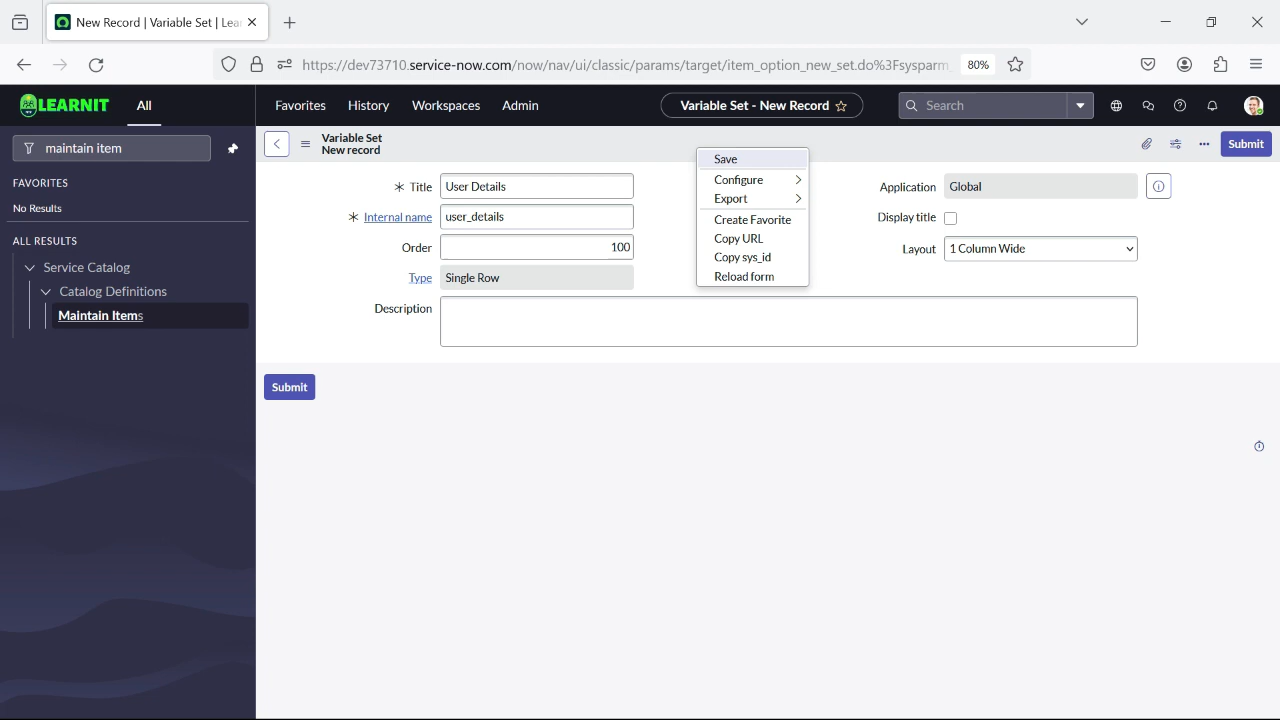 New Record | Variable Set | Lea
https://dev73710.service-now.com/now/nav/ui/classic/params/target/item_option_new_set.do%3Fsysparm_
80%
LEARNIT
All
Favorites
History
Workspaces
Admin
Variable Set - New Record
Search
maintain item
FAVORITES
No Results
ALL RESULTS
Service Catalog
Catalog Definitions
Maintain Items
Variable Set
New record
Submit
Title
User Details
Internal name
user_details
Order
100
Type
Single Row
Description
Save
Configure
Export
Create Favorite
Copy URL
Copy sys_id
Reload form
Application
Global
Display title
Layout
1 Column Wide
Submit